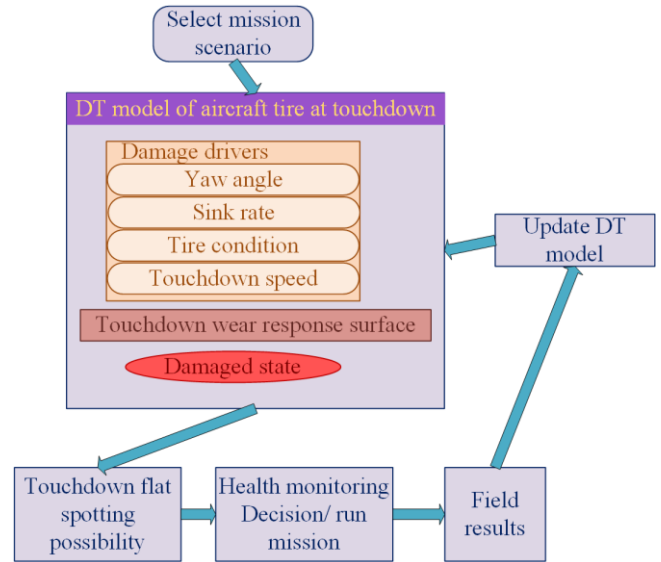 Select mission
scenario
DT model of aircraft tire at touchdown
Damage drivers
Yaw angle
Sink rate
Tire condition
Touchdown speed
Touchdown wear response surface
Damaged state
Update DT
model
Touchdown flat
spotting
possibility
Health monitoring
Decision/ run
mission
Field
results